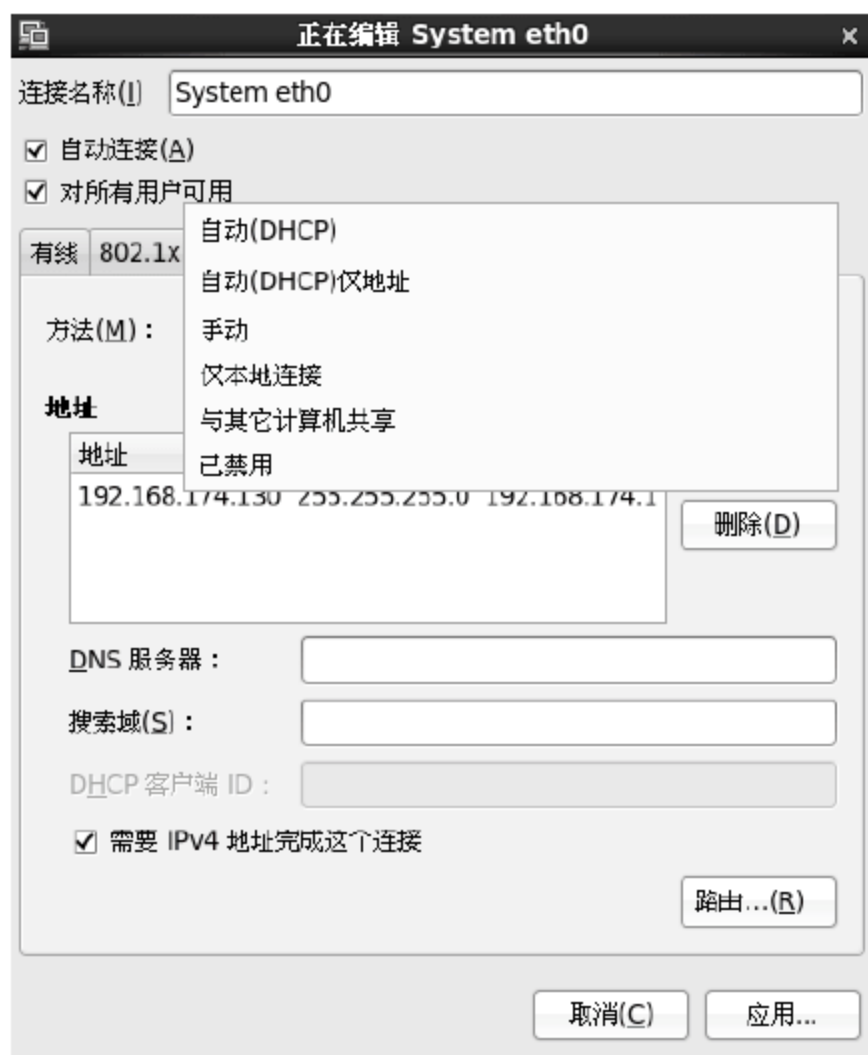 正在编辑 System eth0
连接名称(I) System eth0
自动连接(A)
对所有用户可用
有线 802.1x
自动(DHCP)
自动(DHCP)仅地址
方法(M)：
手动
仅本地连接
地址
与其它计算机共享
地址
已禁用
192.168.174.130 255.255.255.0 192.168.174.1
删除(D)
DNS 服务器：
搜索域(S)：
DHCP 客户端 ID：
需要 IPv4 地址完成这个连接
路由...(R)
取消(C) 应用...